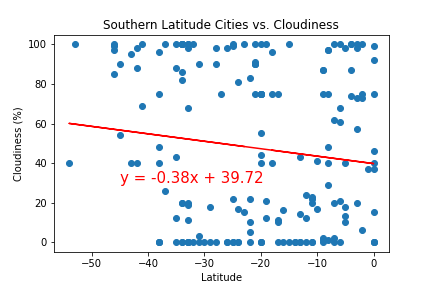 Southern Latitude Cities vs. Cloudiness
100
80
60
40
20
0
Cloudiness (%)
y = -0.38x + 39.72
−50 −40 −30 −20 −10 0
Latitude